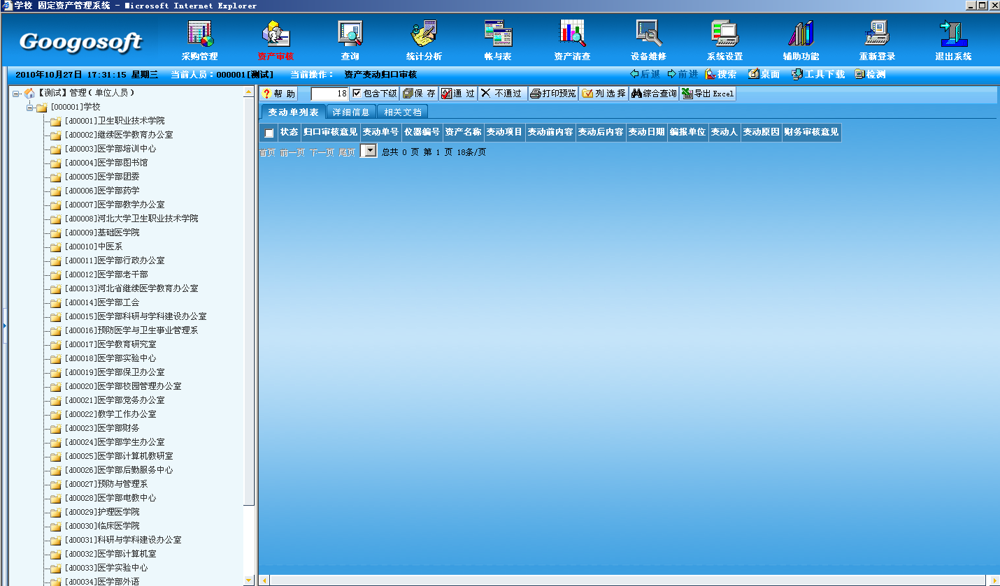 学校 固定资产管理系统 - Microsoft Internet Explorer
Googosoft
采购管理 资产审核 查询 统计分析 帐与表 资产清查 设备维修 系统设置 辅助功能 重新登录 退出系统
2010年10月27日 17:31:15 星期三 当前人员：000001[测试] 当前操作： 资产变动归口审核 后退 前进 搜索 桌面 工具下载 检测
帮 助 18 包含下级 保 存 通 过 不通过 打印预览 列 选 择 综合查询 导出 Excel
变动单列表 详细信息 相关文档
状态 归口审核意见 变动单号 仪器编号 资产名称 变动项目 变动前内容 变动后内容 变动日期 编报单位 变动人 变动原因 财务审核意见
首页 前一页 下一页 尾页 总共 0 页 第 1 页 18条/页
【测试】管理(单位人员)
[000001]学校
[d00001]卫生职业技术学院
[d00002]继续医学教育办公室
[d00003]医学部培训中心
[d00004]医学部图书馆
[d00005]医学部团委
[d00006]医学部药学
[d00007]医学部教学办公室
[d00008]河北大学卫生职业技术学院
[d00009]基础医学院
[d00010]中医系
[d00011]医学部行政办公室
[d00012]医学部老干部
[d00013]河北省继续医学教育办公室
[d00014]医学部工会
[d00015]医学部科研与学科建设办公室
[d00016]预防医学与卫生事业管理系
[d00017]医学教育研究室
[d00018]医学部实验中心
[d00019]医学部保卫办公室
[d00020]医学部校园管理办公室
[d00021]医学部党务办公室
[d00022]教学工作办公室
[d00023]医学部财务
[d00024]医学部学生办公室
[d00025]医学部计算机教研室
[d00026]医学部后勤服务中心
[d00027]预防与管理系
[d00028]医学部电教中心
[d00029]护理医学院
[d00030]临床医学院
[d00031]科研与学科建设办公室
[d00032]医学部计算机室
[d00033]医学实验中心
[d00034]医学部外语